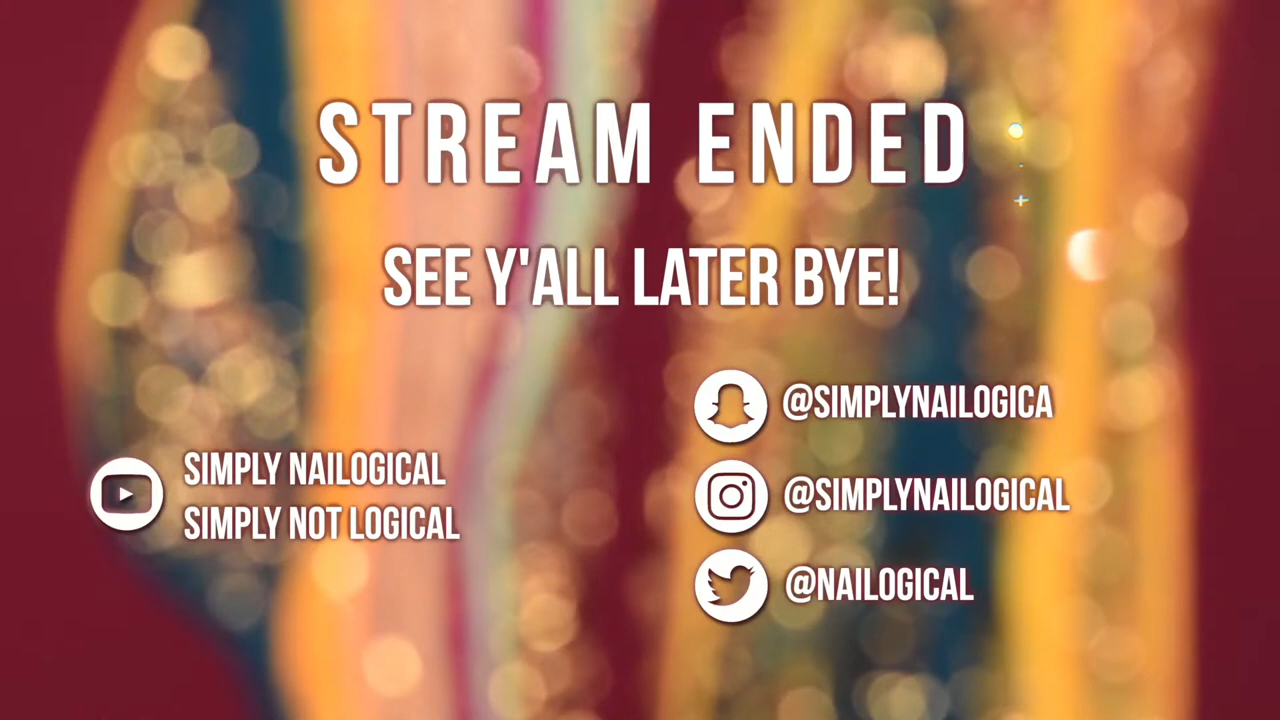 STREAM ENDED
SEE Y'ALL LATER BYE!
SIMPLY NAILOGICAL
SIMPLY NOT LOGICAL
@SIMPLYNAILOGICA
@SIMPLYNAILOGICAL
@NAILOGICAL